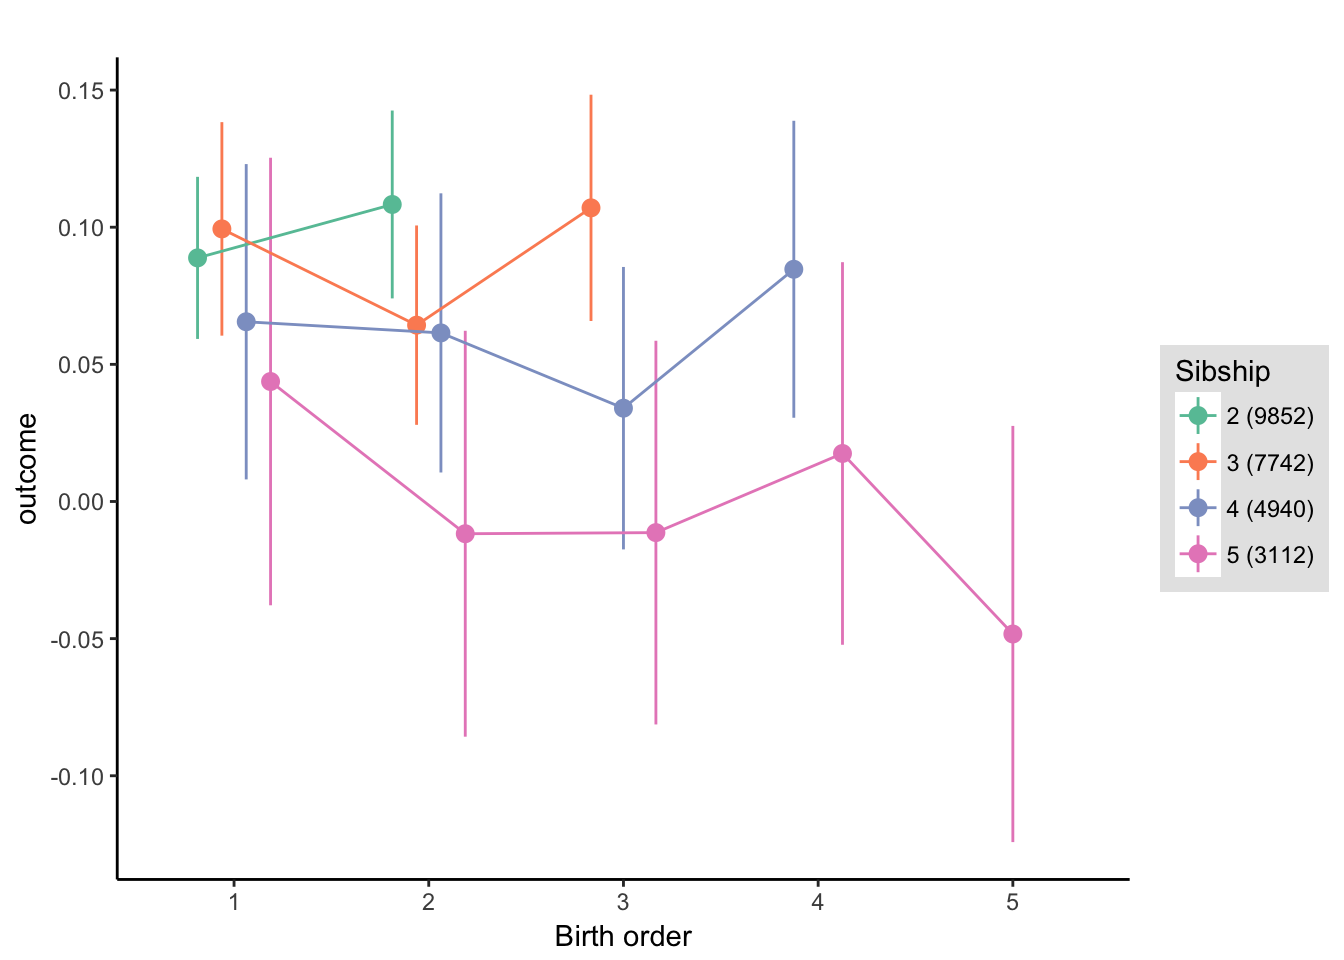 0.15
0.10
0.05
0.00
-0.05
-0.10
outcome
1 2 3 4 5
Birth order
Sibship
2 (9852)
3 (7742)
4 (4940)
5 (3112)